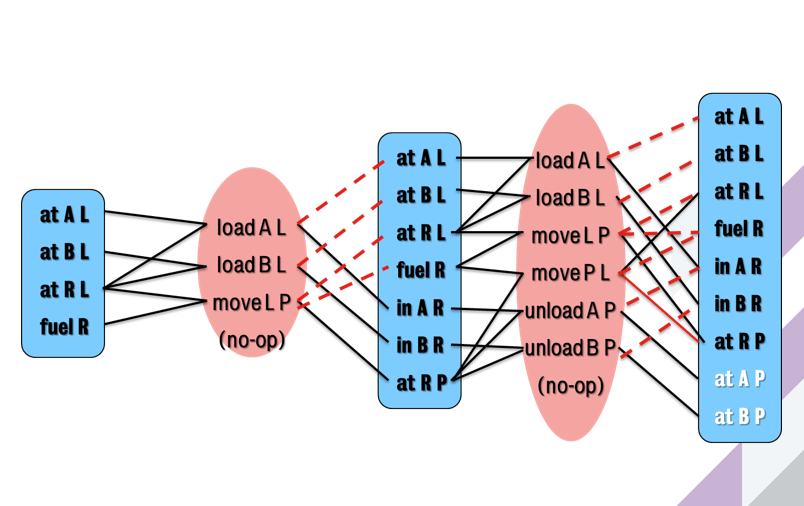 at A L
at B L
at R L
fuel R
load A L
load B L
move L P
(no-op)
at A L
at B L
at R L
fuel R
in A R
in B R
at R P
load A L
load B L
move L P
move P L
unload A P
unload B P
(no-op)
at A L
at B L
at R L
fuel R
in A R
in B R
at R P
at A P
at B P